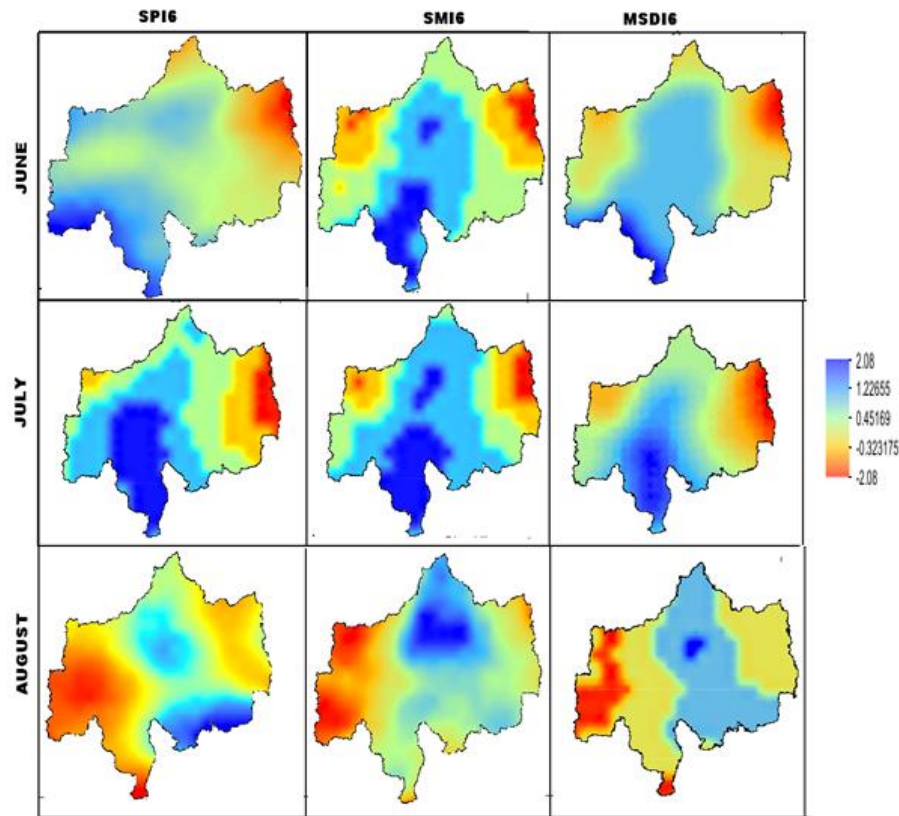 SPI6 SMI6 MSDI6
JUNE
JULY
AUGUST
2.08
1.22655
0.45169
-0.323175
-2.08